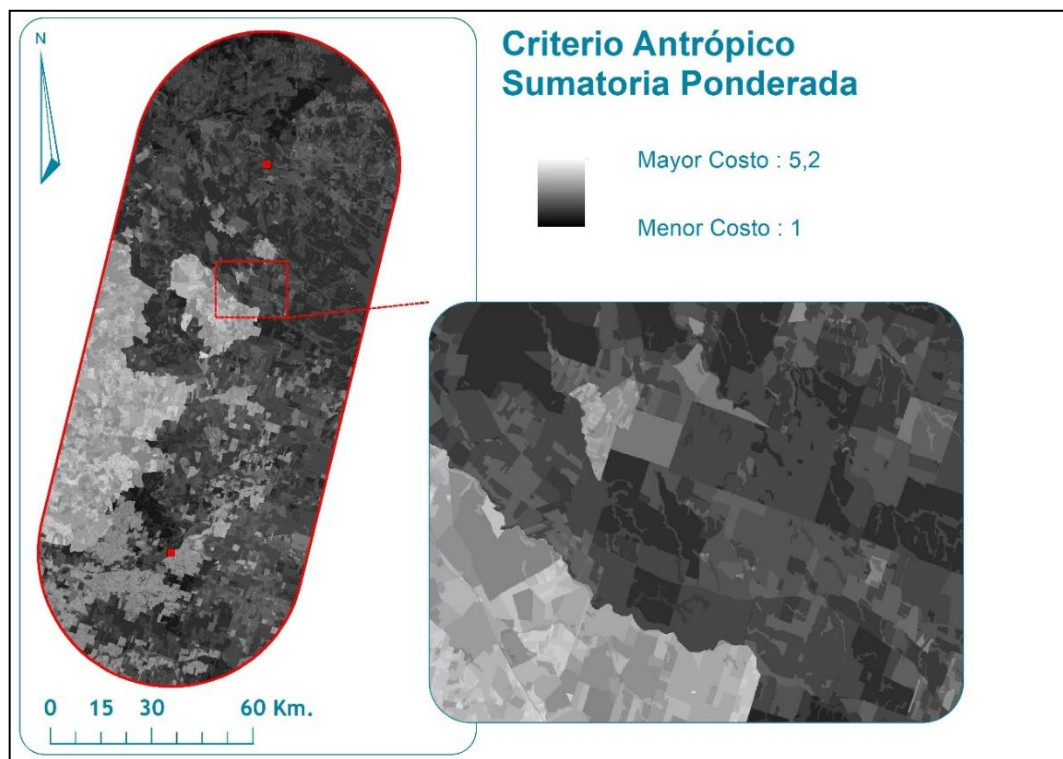 N
Criterio Antrópico
Sumatoria Ponderada
Mayor Costo : 5,2
Menor Costo : 1
0 15 30 60 Km.